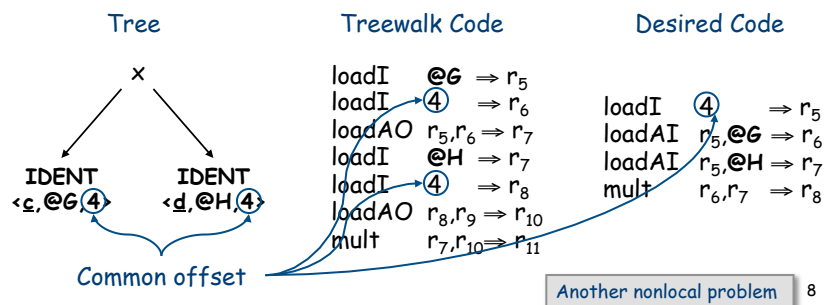 Tree
Treewalk Code
Desired Code
x
IDENT
<c,@G,4>
IDENT
<d,@H,4>
Common offset
loadI @G ⇒ r5
loadI 4 ⇒ r6
loadAO r5,r6 ⇒ r7
loadI @H ⇒ r7
loadI 4 ⇒ r8
loadAO r8,r9 ⇒ r10
mult r7,r10 ⇒ r11
loadI 4 ⇒ r5
loadAI r5,@G ⇒ r6
loadAI r5,@H ⇒ r7
mult r6,r7 ⇒ r8
Another nonlocal problem
8